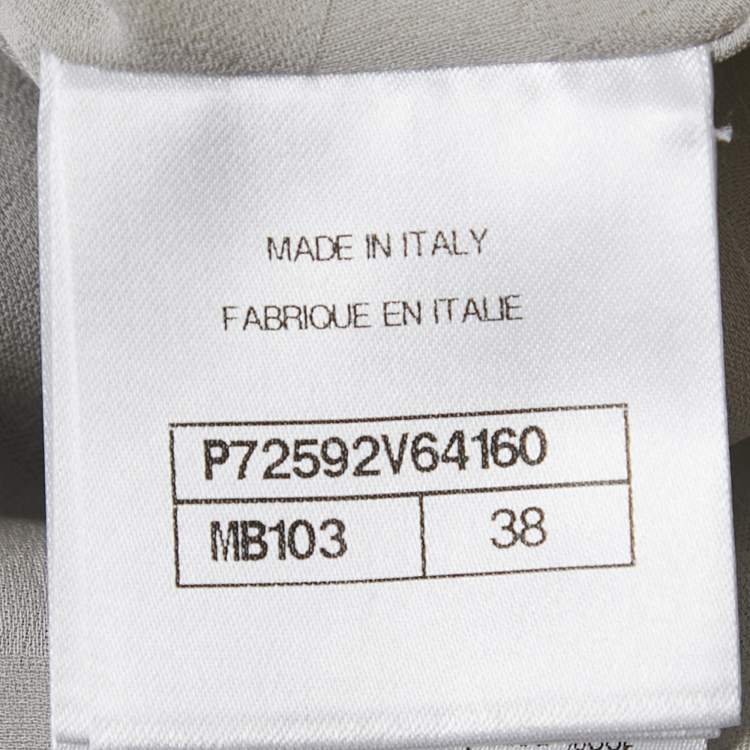 MADE IN ITALY
FABRIQUE EN ITALIE
P72592V64160
MB103 38